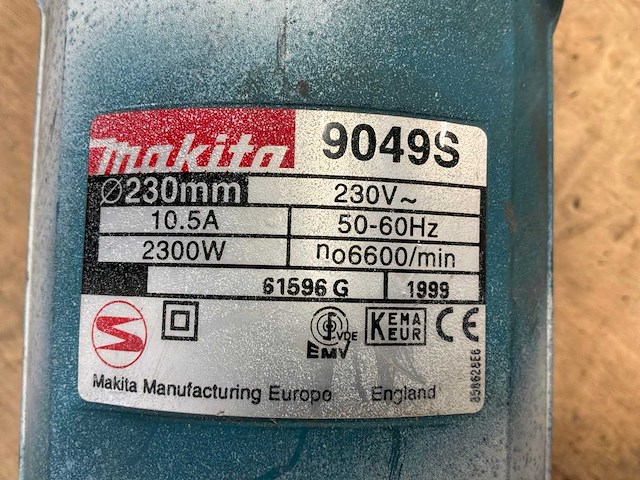 makita 9049S
Ø230mm 230V~
10.5A 50-60Hz
2300W no6600/min
61596 G 1999
S VDE KEMA
EMV KEUR CE
Makita Manufacturing Europe England